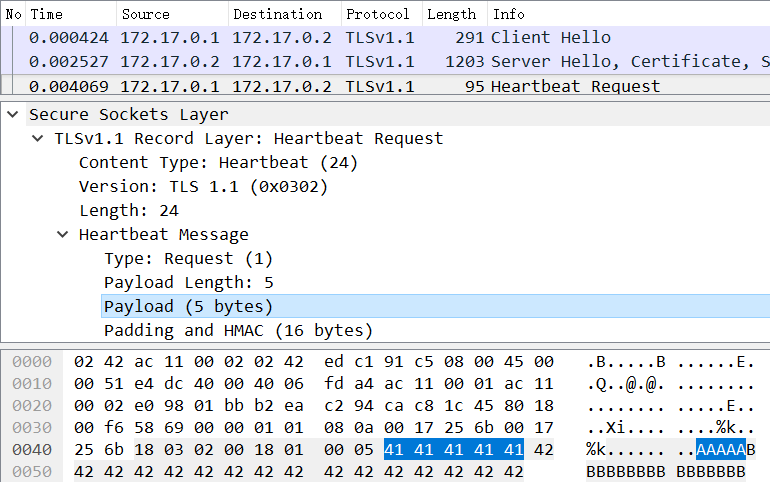 No Time Source Destination Protocol Length Info
0.000424 172.17.0.1 172.17.0.2 TLSv1.1 291 Client Hello
0.002527 172.17.0.2 172.17.0.1 TLSv1.1 1203 Server Hello, Certificate, S
0.004069 172.17.0.1 172.17.0.2 TLSv1.1 95 Heartbeat Request
Secure Sockets Layer
TLSv1.1 Record Layer: Heartbeat Request
Content Type: Heartbeat (24)
Version: TLS 1.1 (0x0302)
Length: 24
Heartbeat Message
Type: Request (1)
Payload Length: 5
Payload (5 bytes)
Padding and HMAC (16 bytes)
0000 02 42 ac 11 00 02 02 42 ed c1 91 c5 08 00 45 00 .B.....B ......E.
0010 00 51 e4 dc 40 00 40 06 fd a4 ac 11 00 01 ac 11 .Q..@.@. ........
0020 00 02 e0 98 01 bb b2 ea c2 94 ca c8 1c 45 80 18 ........ .....E..
0030 00 f6 58 69 00 00 01 01 08 0a 00 17 25 6b 00 17 ..Xi.... ....%k..
0040 25 6b 18 03 02 00 18 01 00 05 41 41 41 41 41 42 %k...... ..AAAAAB
0050 42 42 42 42 42 42 42 42 42 42 42 42 42 42 42 BBBBBBBB BBBBBBB